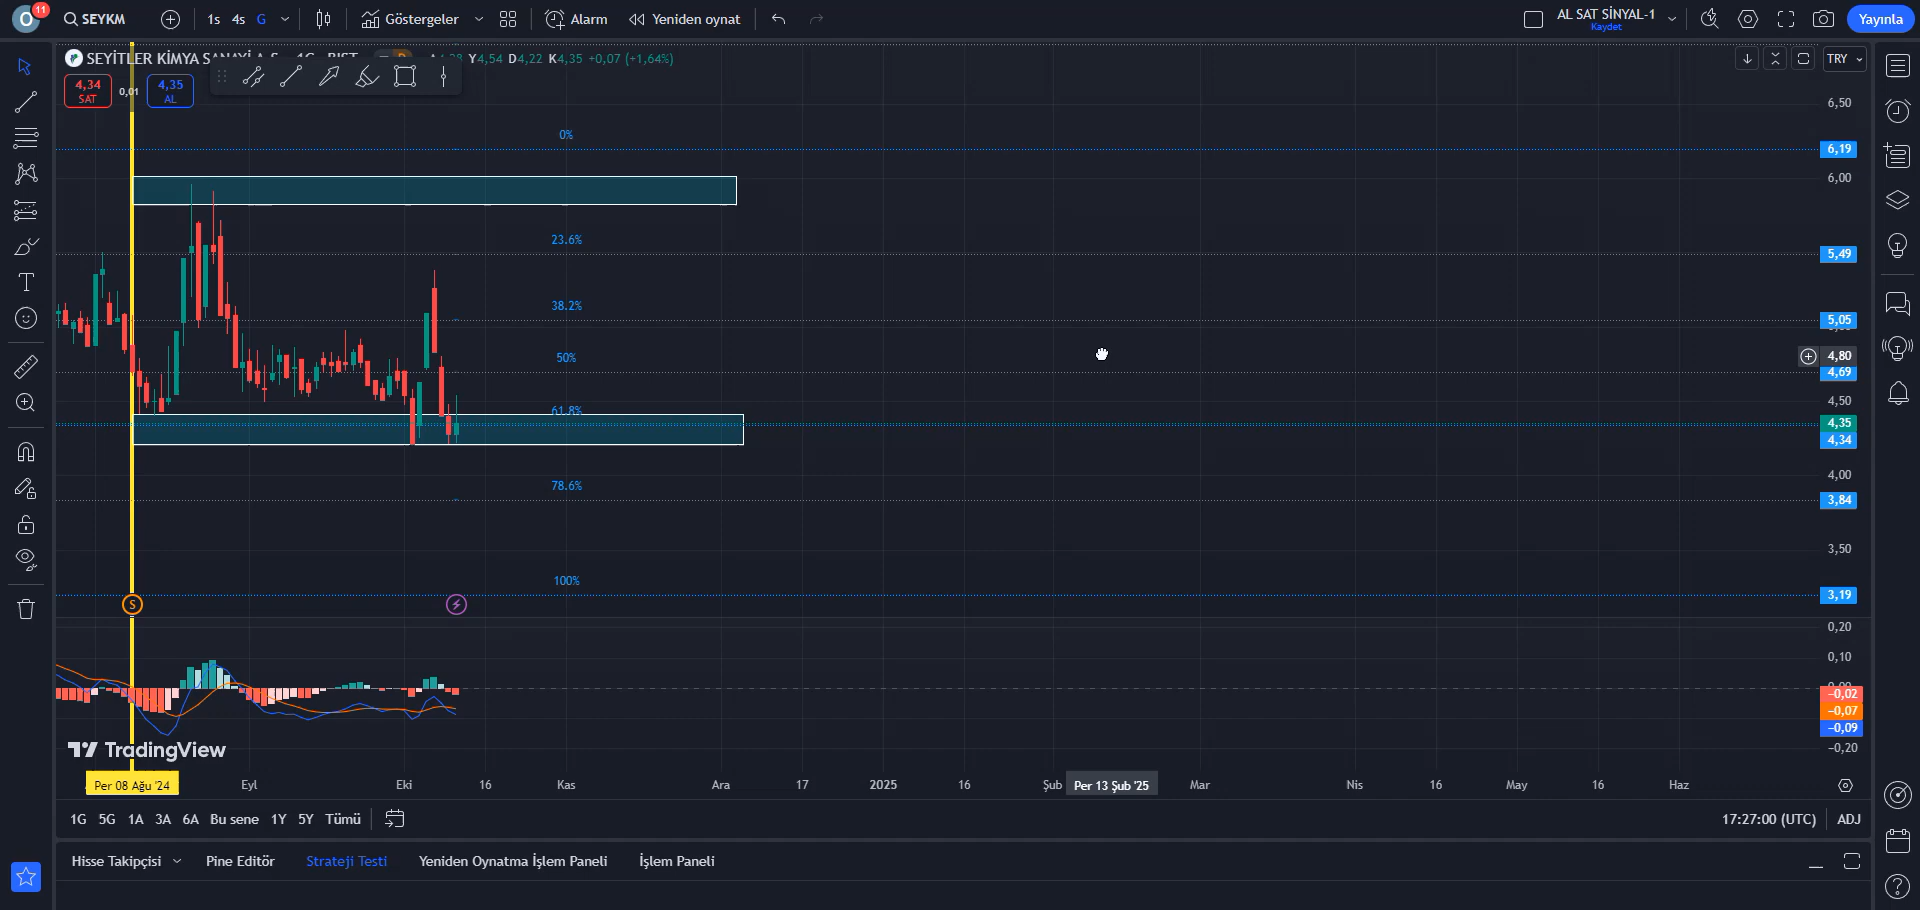 O 11 SEYKM 1s 4s G Göstergeler Alarm Yeniden oynat AL SAT SİNYAL-1 Yayınla
Kaydet
SEYİTLER KİMYA SANAYİ A.Ş. 1G BIST Y4,54 D4,22 K4,35 +0,07 (+1,64%) TRY
4,34 0,01 4,35
SAT AL
6,50
0%
6,19
6,00
23.6%
5,49
38.2%
5,05
50%
4,80
4,69
61.8%
4,50
4,35
4,34
4,00
78.6%
3,84
3,50
100%
3,19
S
0,20
0,10
−0,02
−0,07
−0,09
−0,20
TradingView
Per 08 Ağu '24 Eyl Eki 16 Kas Ara 17 2025 16 Şub Per 13 Şub '25 Mar Nis 16 May 16 Haz
1G 5G 1A 3A 6A Bu sene 1Y 5Y Tümü 17:27:00 (UTC) ADJ
Hisse Takipçisi Pine Editör Strateji Testi Yeniden Oynatma İşlem Paneli İşlem Paneli